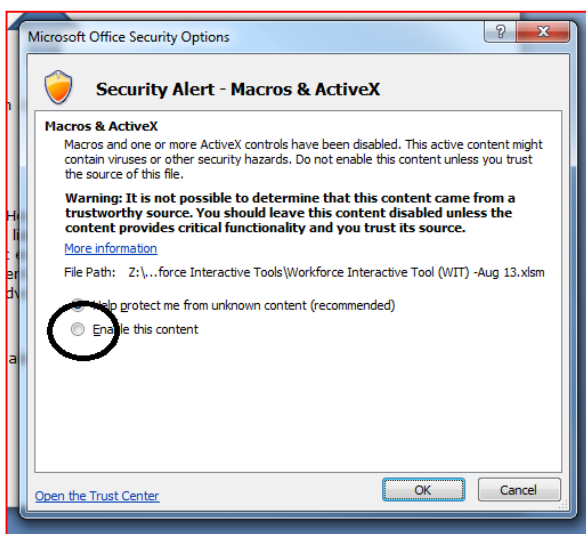 Microsoft Office Security Options
Security Alert - Macros & ActiveX
Macros & ActiveX
Macros and one or more ActiveX controls have been disabled. This active content might
contain viruses or other security hazards. Do not enable this content unless you trust
the source of this file.
Warning: It is not possible to determine that this content came from a
trustworthy source. You should leave this content disabled unless the
content provides critical functionality and you trust its source.
More information
File Path: Z:\...force Interactive Tools\Workforce Interactive Tool (WIT) -Aug 13.xlsm
Help protect me from unknown content (recommended)
Enable this content
Open the Trust Center
OK
Cancel